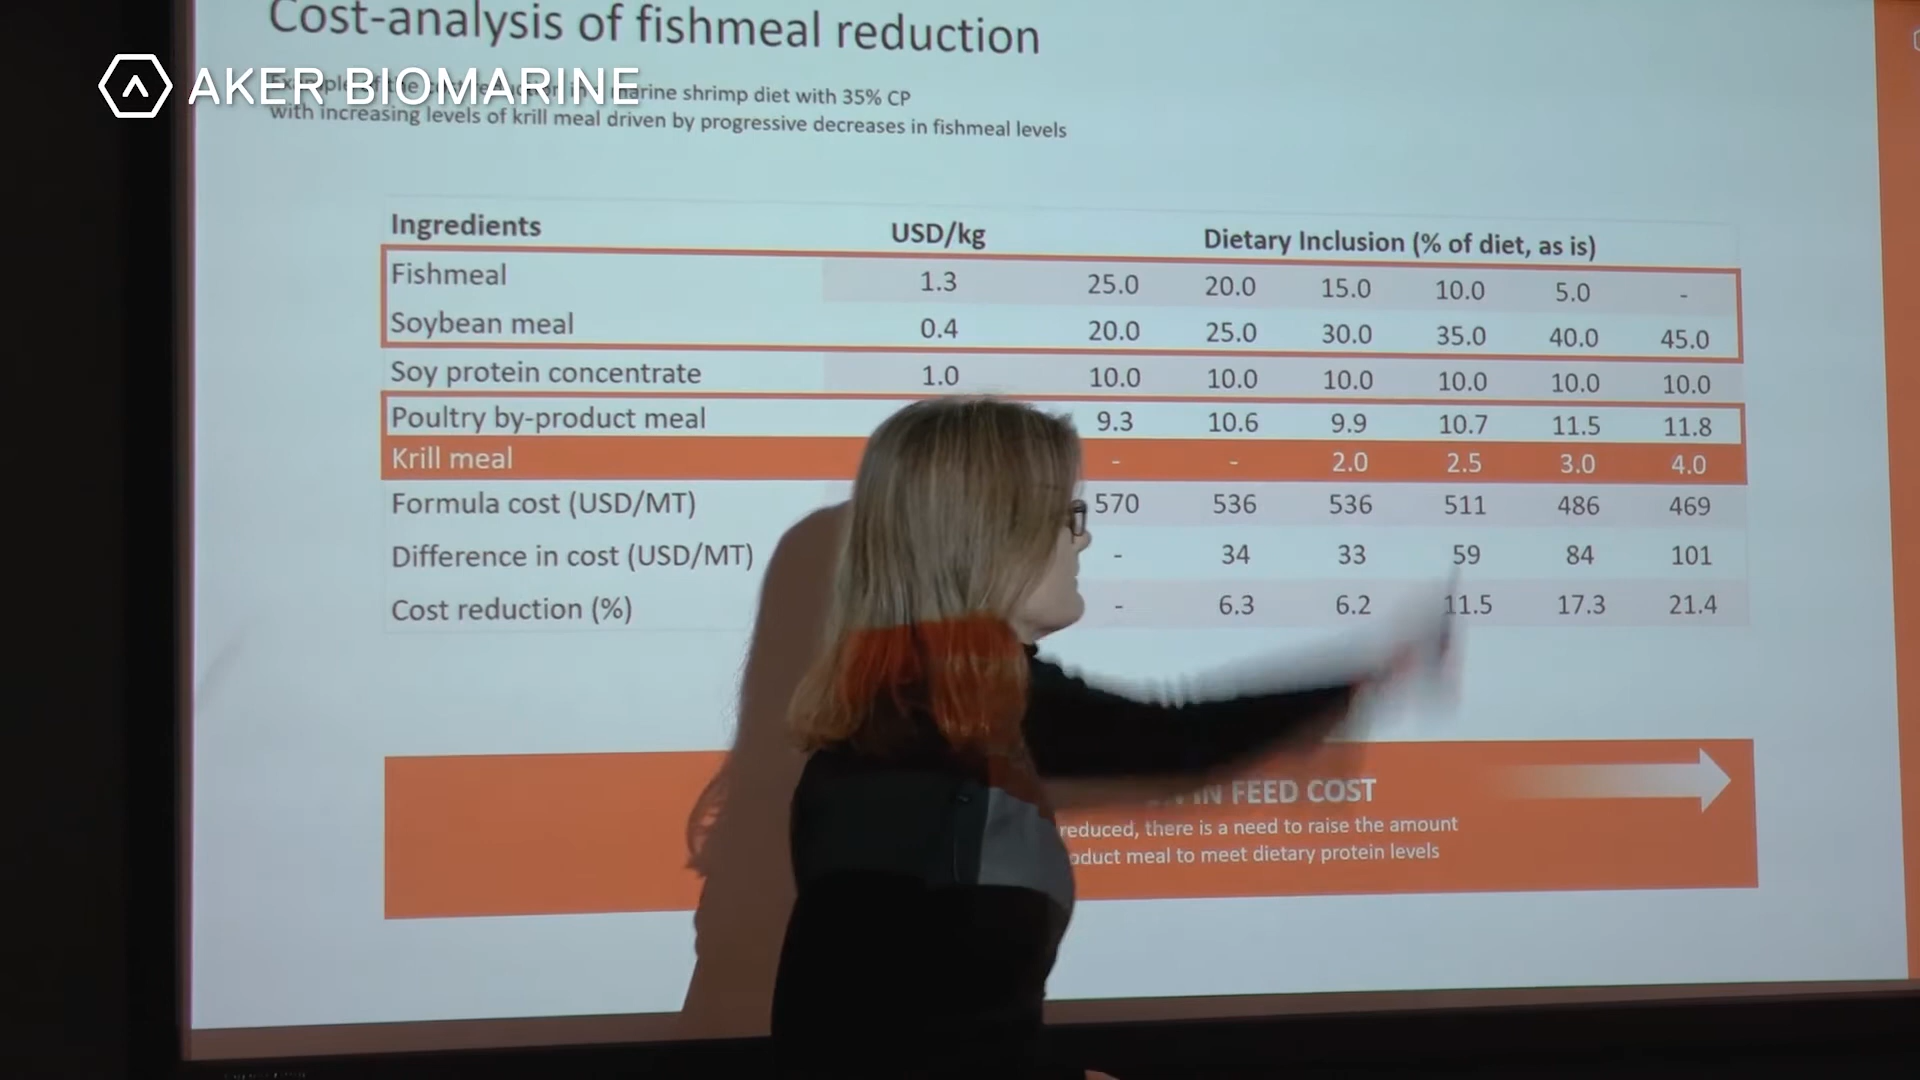 Cost-analysis of fishmeal reduction
AKER BIOMARINE
marine shrimp diet with 35% CP
with increasing levels of krill meal driven by progressive decreases in fishmeal levels
Ingredients USD/kg Dietary Inclusion (% of diet, as is)
Fishmeal 1.3 25.0 20.0 15.0 10.0 5.0 -
Soybean meal 0.4 20.0 25.0 30.0 35.0 40.0 45.0
Soy protein concentrate 1.0 10.0 10.0 10.0 10.0 10.0 10.0
Poultry by-product meal 9.3 10.6 9.9 10.7 11.5 11.8
Krill meal - - 2.0 2.5 3.0 4.0
Formula cost (USD/MT) 570 536 536 511 486 469
Difference in cost (USD/MT) - 34 33 59 84 101
Cost reduction (%) - 6.3 6.2 11.5 17.3 21.4
IN FEED COST
reduced, there is a need to raise the amount
meal to meet dietary protein levels